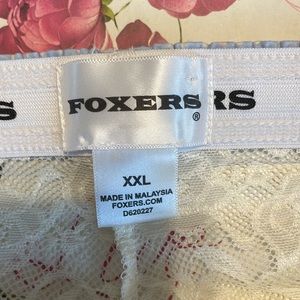 FOXERS RS
®
XXL
MADE IN MALAYSIA
FOXERS.COM
D620227